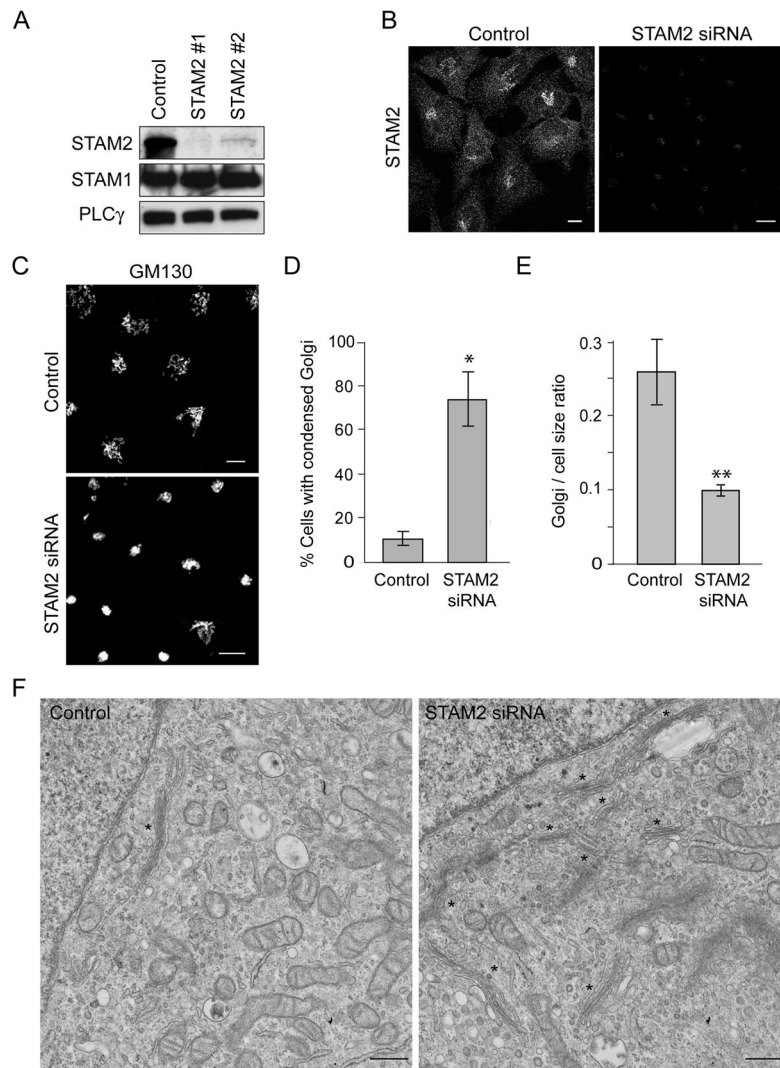 A
Control
STAM2 #1
STAM2 #2
STAM2
STAM1
PLCγ
B
Control
STAM2 siRNA
STAM2
C
GM130
Control
STAM2 siRNA
D
% Cells with condensed Golgi
100
80
60
40
20
0
*
Control
STAM2
siRNA
E
Golgi / cell size ratio
0.3
0.2
0.1
0
**
Control
STAM2
siRNA
F
Control
*
STAM2 siRNA
*
*
*
*
*
*
*
*
*